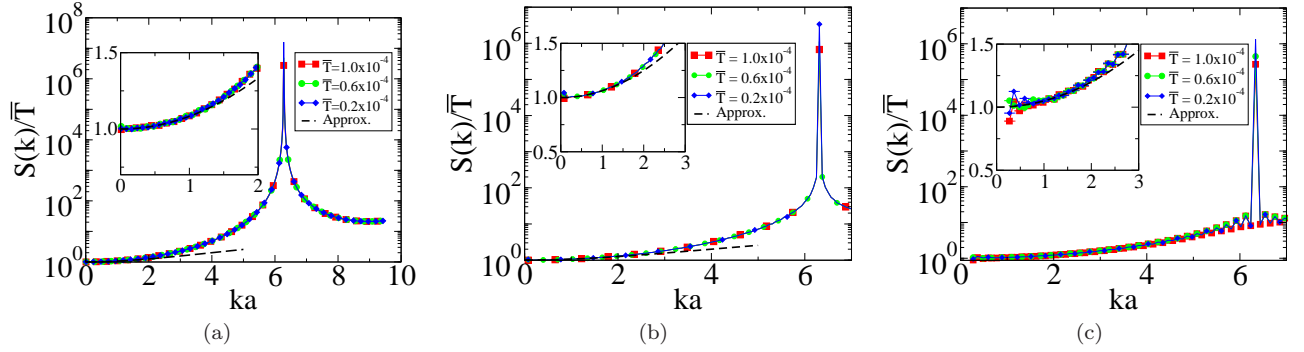 S(k)/T̅
10^8
10^6
10^4
10^2
10^0
0 2 4 6 8 10
ka
1.5
1.0
0 1 2
T̅=1.0x10^-4
T̅=0.6x10^-4
T̅=0.2x10^-4
Approx.
(a)
S(k)/T̅
10^6
10^4
10^2
10^0
0 2 4 6
ka
1.5
1.0
0.5
0 1 2 3
T̅ = 1.0x10^-4
T̅ = 0.6x10^-4
T̅ = 0.2x10^-4
Approx.
(b)
S(k)/T̅
10^6
10^4
10^2
10^0
0 2 4 6
ka
1.5
1.0
0.5
0 1 2 3
T̅ = 1.0x10^-4
T̅ = 0.6x10^-4
T̅ = 0.2x10^-4
Approx.
(c)